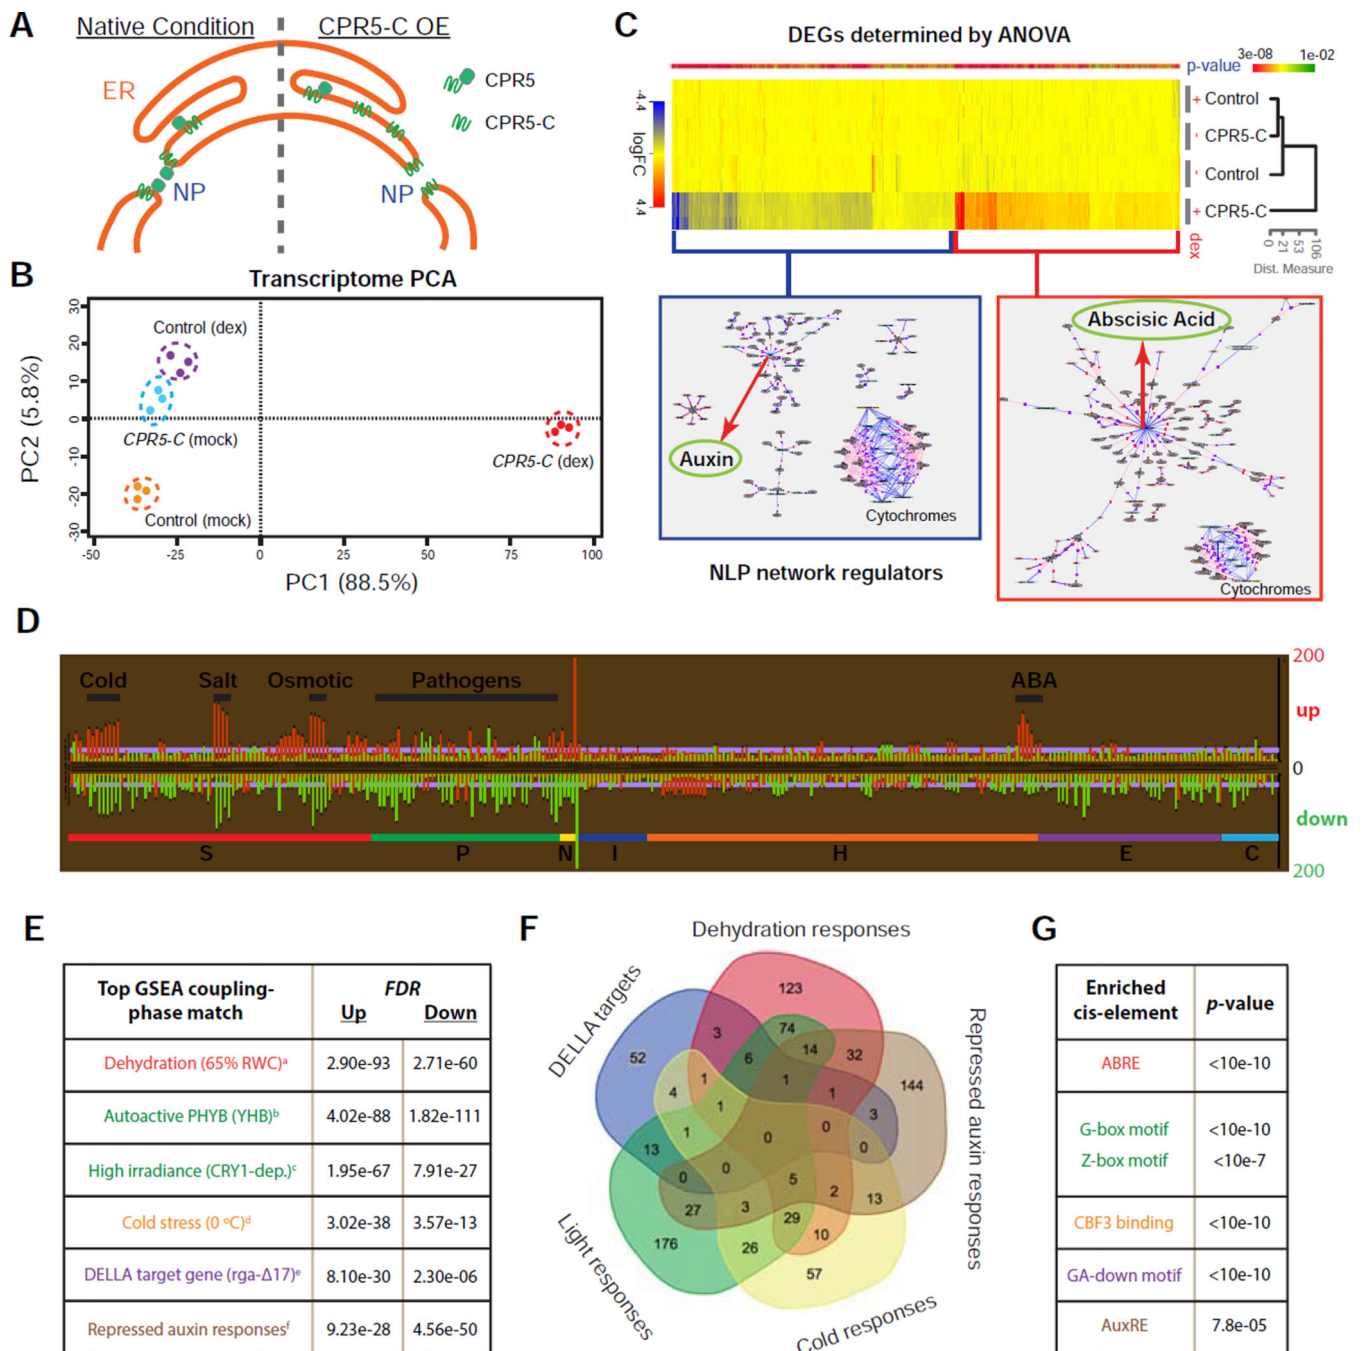 A
Native Condition
CPR5-C OE
ER
NP
NP
CPR5
CPR5-C
B
Transcriptome PCA
PC2 (5.8%)
30
20
10
0
-10
-20
-30
Control (dex)
CPR5-C (mock)
Control (mock)
CPR5-C (dex)
-50
-25
0
25
50
75
100
PC1 (88.5%)
C
DEGs determined by ANOVA
3e-08
1e-02
p-value
-4.4
logFC
4.4
+ Control
- CPR5-C
- Control
+ CPR5-C
dex
0
21
53
106
Dist. Measure
Auxin
Cytochromes
Abscisic Acid
Cytochromes
NLP network regulators
D
Cold
Salt
Osmotic
Pathogens
ABA
200
up
0
down
200
S
P
N
I
H
E
C
E
Top GSEA coupling-
phase match
FDR
Up
Down
Dehydration (65% RWC)a 2.90e-93 2.71e-60
Autoactive PHYB (YHB)b 4.02e-88 1.82e-111
High irradiance (CRY1-dep.)c 1.95e-67 7.91e-27
Cold stress (0 ºC)d 3.02e-38 3.57e-13
DELLA target gene (rga-Δ17)e 8.10e-30 2.30e-06
Repressed auxin responsesf 9.23e-28 4.56e-50
F
Dehydration responses
DELLA targets
Repressed auxin responses
Light responses
Cold responses
123
3
74
52
6
14
32
144
4
1
1
1
3
1
1
0
0
0
13
0
0
5
2
13
27
3
29
10
176
26
57
G
Enriched
cis-element
p-value
ABRE <10e-10
G-box motif <10e-10
Z-box motif <10e-7
CBF3 binding <10e-10
GA-down motif <10e-10
AuxRE 7.8e-05